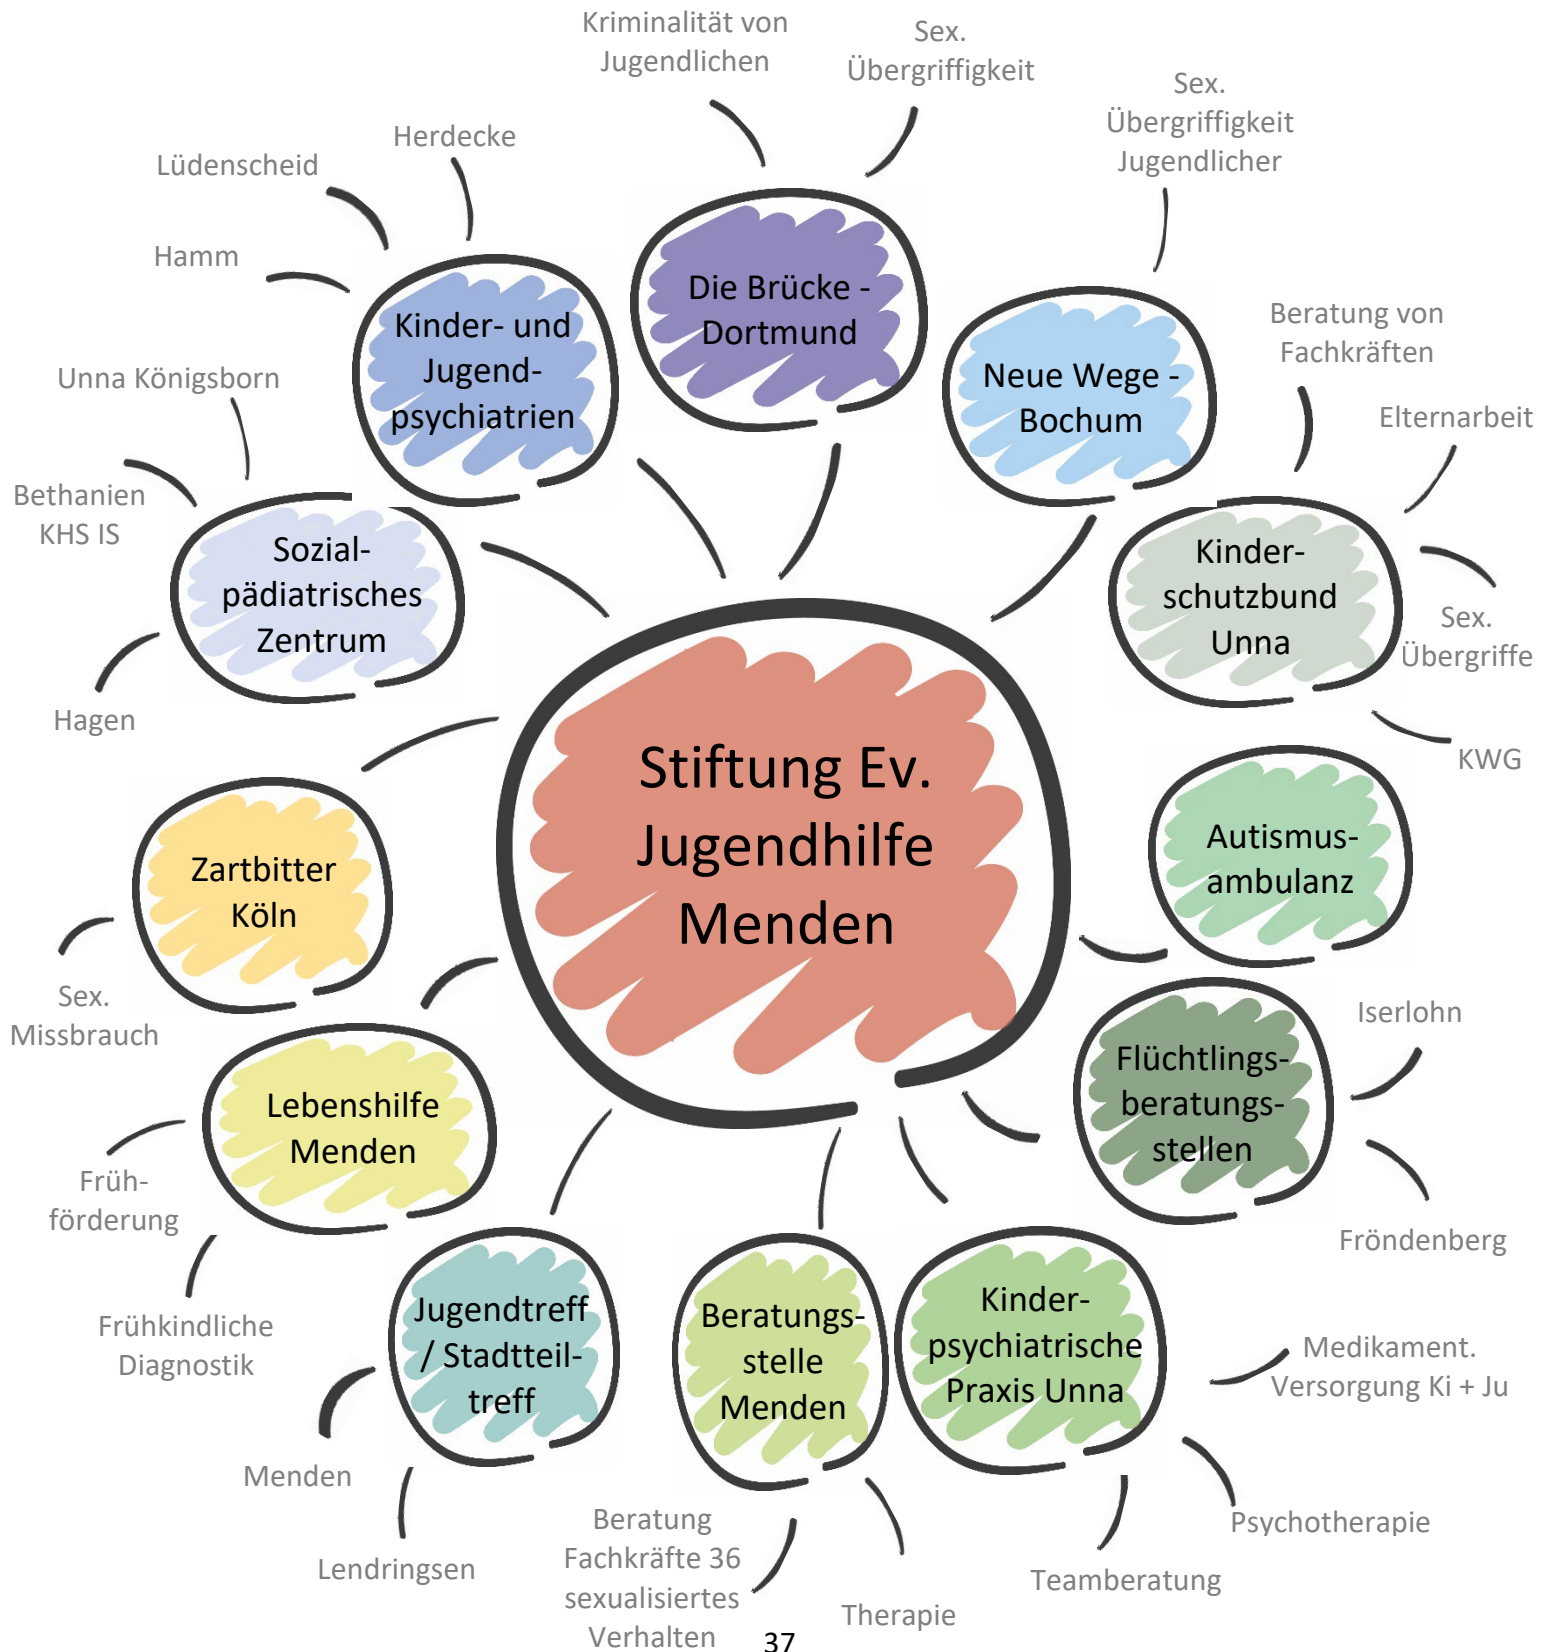 Kriminalität von
Jugendlichen
Sex.
Übergriffigkeit
Sex.
Übergriffigkeit
Jugendlicher
Herdecke
Lüdenscheid
Hamm
Kinder- und
Jugend-
psychiatrien
Die Brücke -
Dortmund
Neue Wege -
Bochum
Beratung von
Fachkräften
Elternarbeit
Unna Königsborn
Bethanien
KHS IS
Sozial-
pädiatrisches
Zentrum
Hagen
Kinder-
schutzbund
Unna
Sex.
Übergriffe
KWG
Stiftung Ev.
Jugendhilfe
Menden
Zartbitter
Köln
Sex.
Missbrauch
Autismus-
ambulanz
Flüchtlings-
beratungs-
stellen
Iserlohn
Fröndenberg
Lebenshilfe
Menden
Früh-
förderung
Frühkindliche
Diagnostik
Jugendtreff
/ Stadtteil-
treff
Menden
Lendringsen
Beratungs-
stelle
Menden
Beratung
Fachkräfte 36
sexualisiertes
Verhalten
Therapie
Kinder-
psychiatrische
Praxis Unna
Medikament.
Versorgung Ki + Ju
Psychotherapie
Teamberatung
37